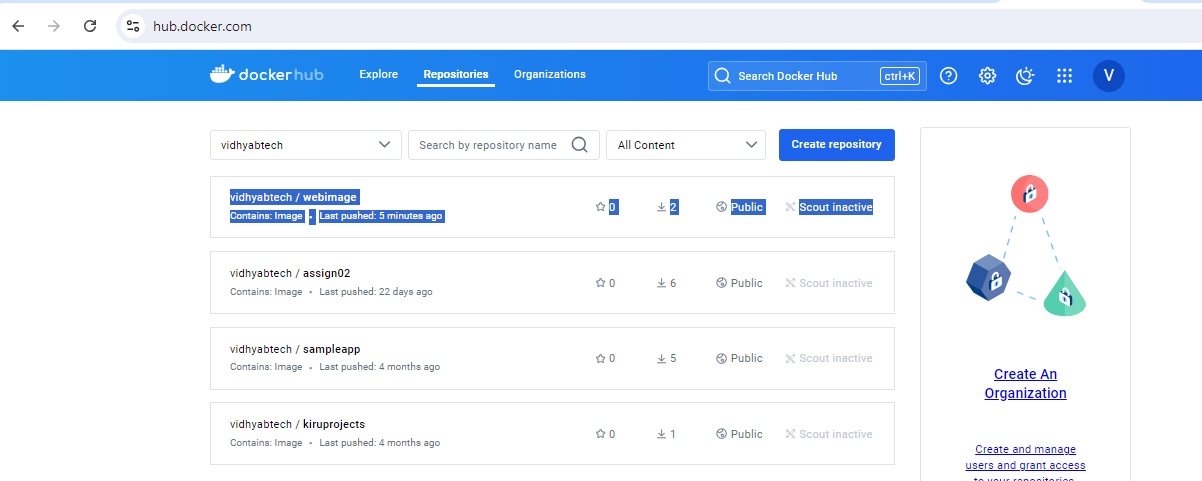 hub.docker.com
dockerhub Explore Repositories Organizations Search Docker Hub ctrl+K V
vidhyabtech Search by repository name All Content Create repository
vidhyabtech / webimage
Contains: Image • Last pushed: 5 minutes ago
0 2 Public Scout inactive
vidhyabtech / assign02
Contains: Image • Last pushed: 22 days ago
0 6 Public Scout inactive
vidhyabtech / sampleapp
Contains: Image • Last pushed: 4 months ago
0 5 Public Scout inactive
vidhyabtech / kiruprojects
Contains: Image • Last pushed: 4 months ago
0 1 Public Scout inactive
Create An
Organization
Create and manage
users and grant access
to your repositories.